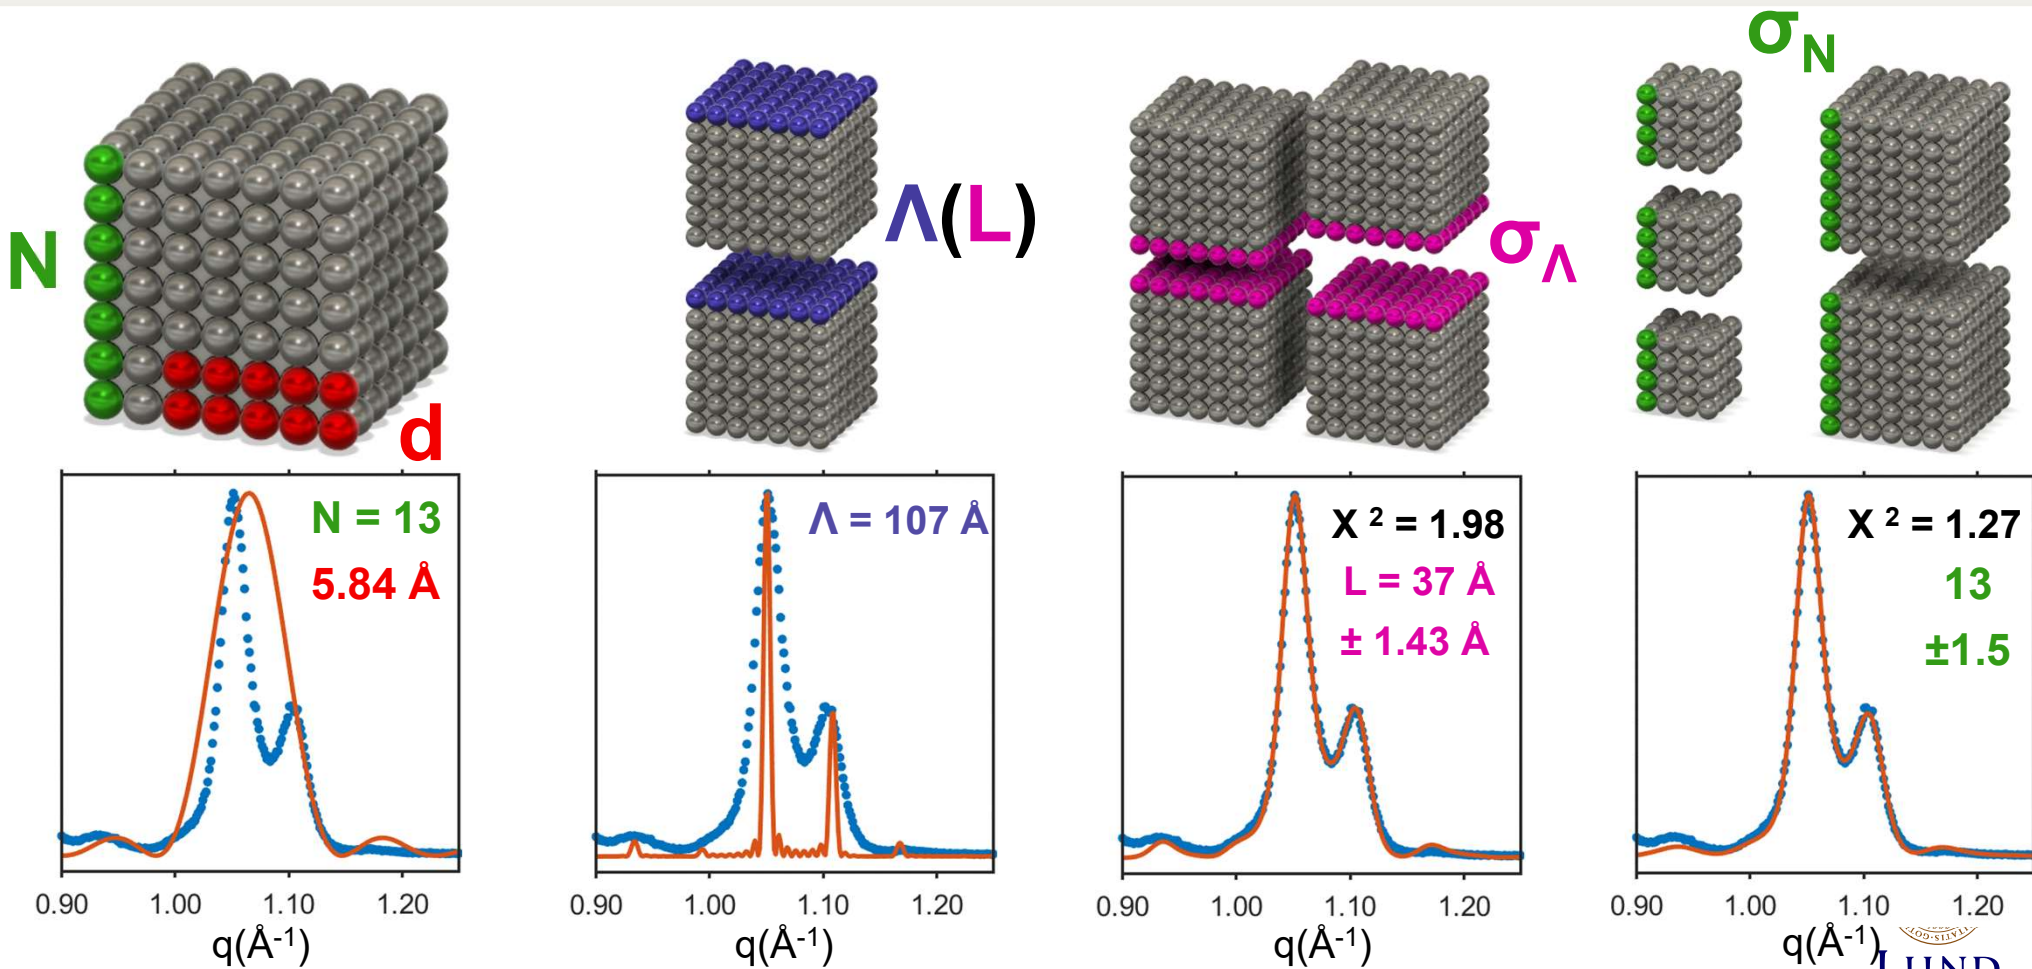 N
d
Λ(L)
σΛ
σN
N = 13
5.84 Å
0.90 1.00 1.10 1.20
q(Å-1)
Λ = 107 Å
0.90 1.00 1.10 1.20
q(Å-1)
X 2 = 1.98
L = 37 Å
± 1.43 Å
0.90 1.00 1.10 1.20
q(Å-1)
X 2 = 1.27
13
±1.5
0.90 1.00 1.10 1.20
q(Å-1)
LUND